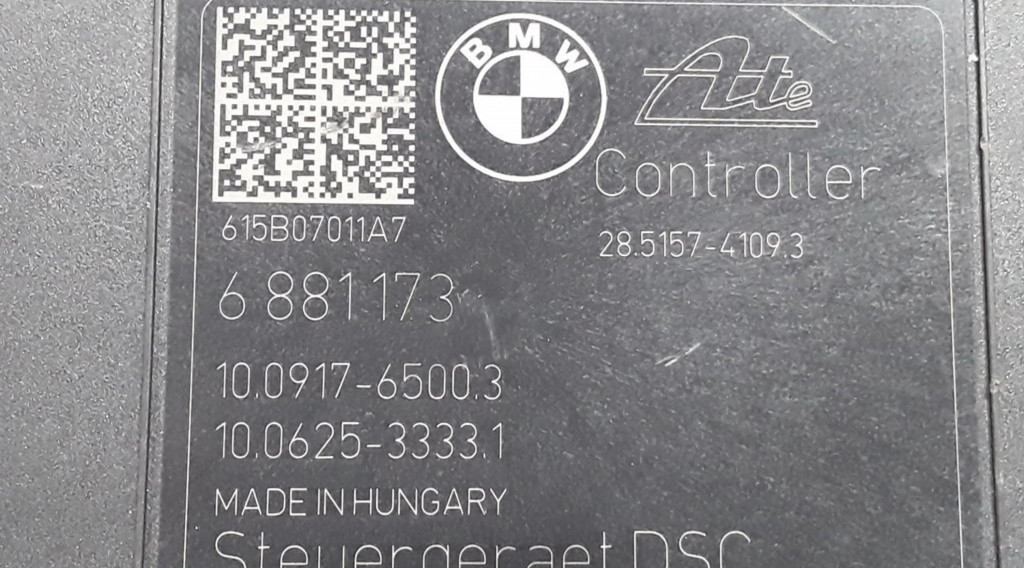 BMW
Ate
Controller
615B07011A7
28.5157-4109.3
6 881 173
10.0917-6500.3
10.0625-3333.1
MADE IN HUNGARY
Steuergeraet DSC